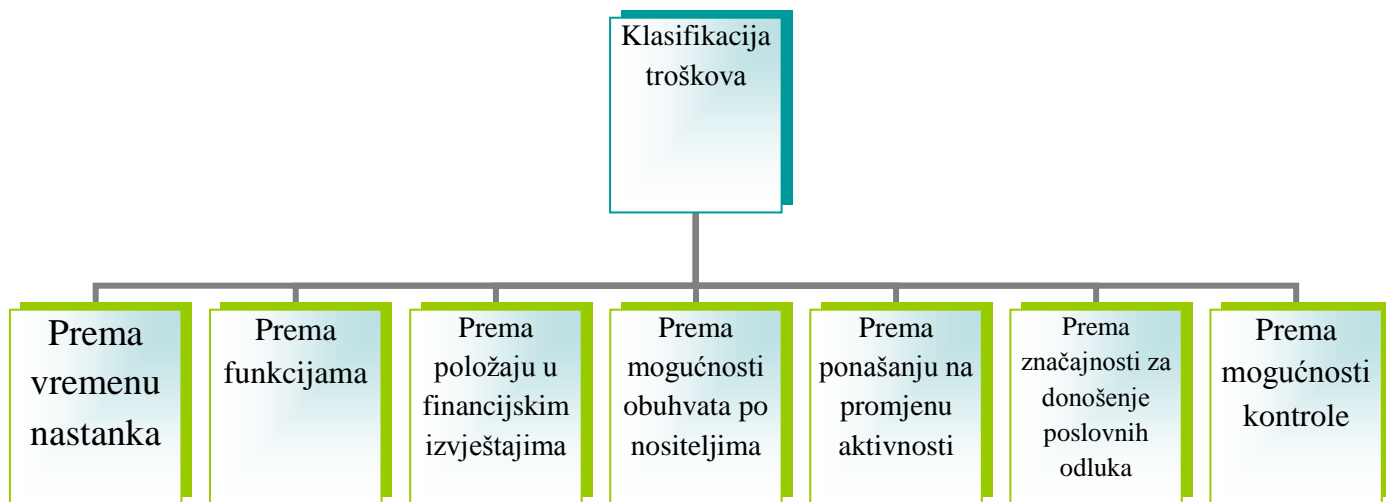 Klasifikacija
troškova
Prema
vremenu
nastanka
Prema
funkcijama
Prema
položaju u
financijskim
izvještajima
Prema
mogućnosti
obuhvata po
nositeljima
Prema
ponašanju na
promjenu
aktivnosti
Prema
značajnosti za
donošenje
poslovnih
odluka
Prema
mogućnosti
kontrole